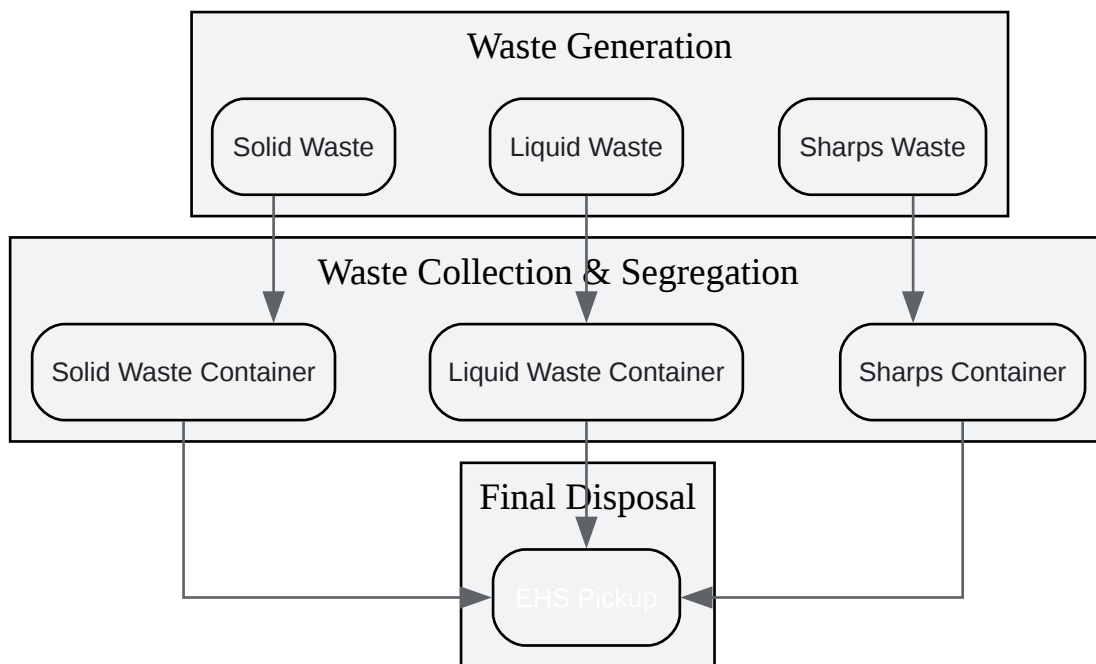 Waste Generation
Solid Waste
Liquid Waste
Sharps Waste
Waste Collection & Segregation
Solid Waste Container
Liquid Waste Container
Sharps Container
Final Disposal
EHS Pickup